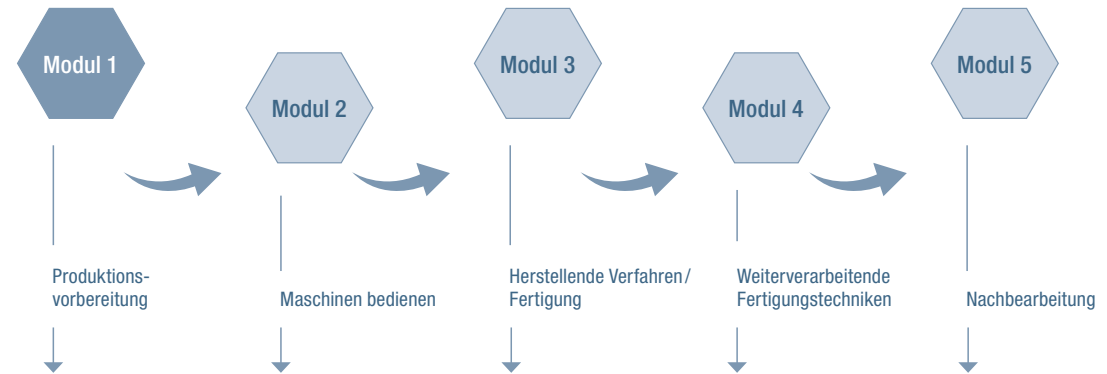 Modul 1
Modul 2
Modul 3
Modul 4
Modul 5
Produktions-
vorbereitung
Maschinen bedienen
Herstellende Verfahren /
Fertigung
Weiterverarbeitende
Fertigungstechniken
Nachbearbeitung